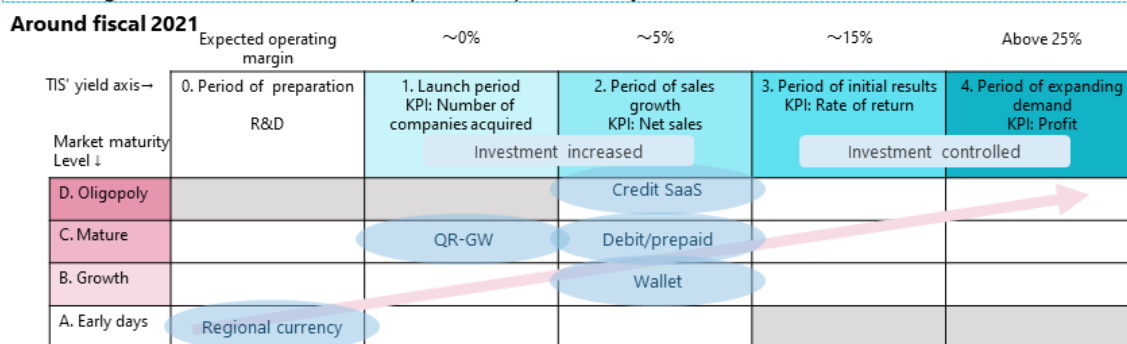 Around fiscal 2021
Expected operating
margin
～0%
～5%
～15%
Above 25%
TIS’ yield axis→
0. Period of preparation
R&D
1. Launch period
KPI: Number of
companies acquired
2. Period of sales
growth
KPI: Net sales
3. Period of initial results
KPI: Rate of return
4. Period of expanding
demand
KPI: Profit
Market maturity
Level ↓
Investment increased
Investment controlled
D. Oligopoly
Credit SaaS
C. Mature
QR-GW
Debit/prepaid
B. Growth
Wallet
A. Early days
Regional currency